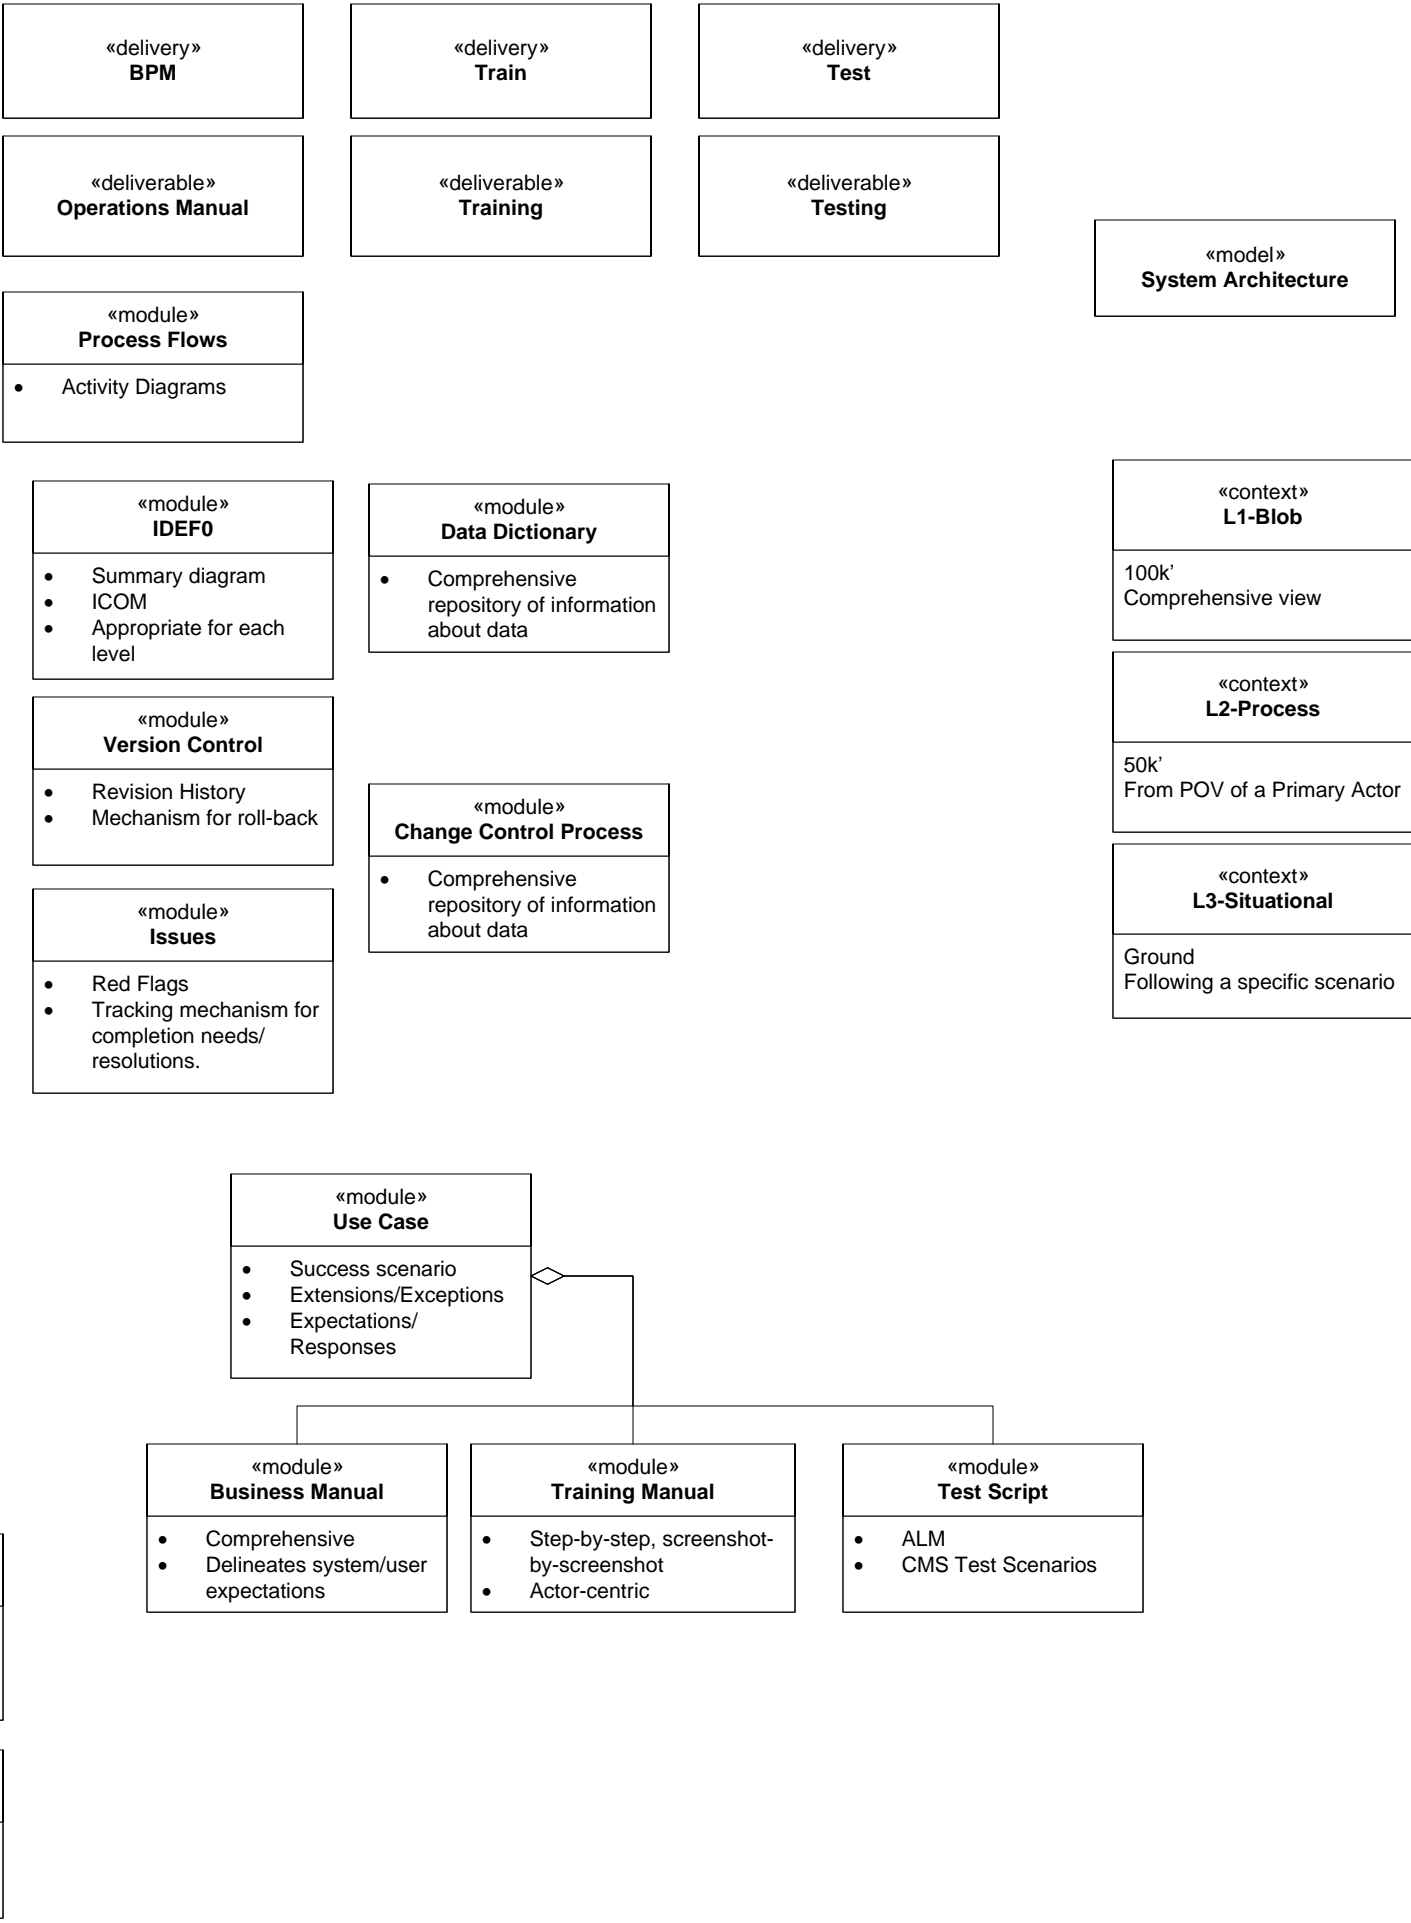 «delivery»
BPM
«delivery»
Train
«delivery»
Test
«deliverable»
Operations Manual
«deliverable»
Training
«deliverable»
Testing
«model»
System Architecture
«module»
Process Flows
• Activity Diagrams
«module»
IDEF0
• Summary diagram
• ICOM
• Appropriate for each
level
«module»
Data Dictionary
• Comprehensive
repository of information
about data
«context»
L1-Blob
100k’
Comprehensive view
«module»
Version Control
• Revision History
• Mechanism for roll-back
«context»
L2-Process
50k’
From POV of a Primary Actor
«module»
Change Control Process
• Comprehensive
repository of information
about data
«module»
Issues
• Red Flags
• Tracking mechanism for
completion needs/
resolutions.
«context»
L3-Situational
Ground
Following a specific scenario
«module»
Use Case
• Success scenario
• Extensions/Exceptions
• Expectations/
Responses
«module»
Business Manual
• Comprehensive
• Delineates system/user
expectations
«module»
Training Manual
• Step-by-step, screenshot-
by-screenshot
• Actor-centric
«module»
Test Script
• ALM
• CMS Test Scenarios